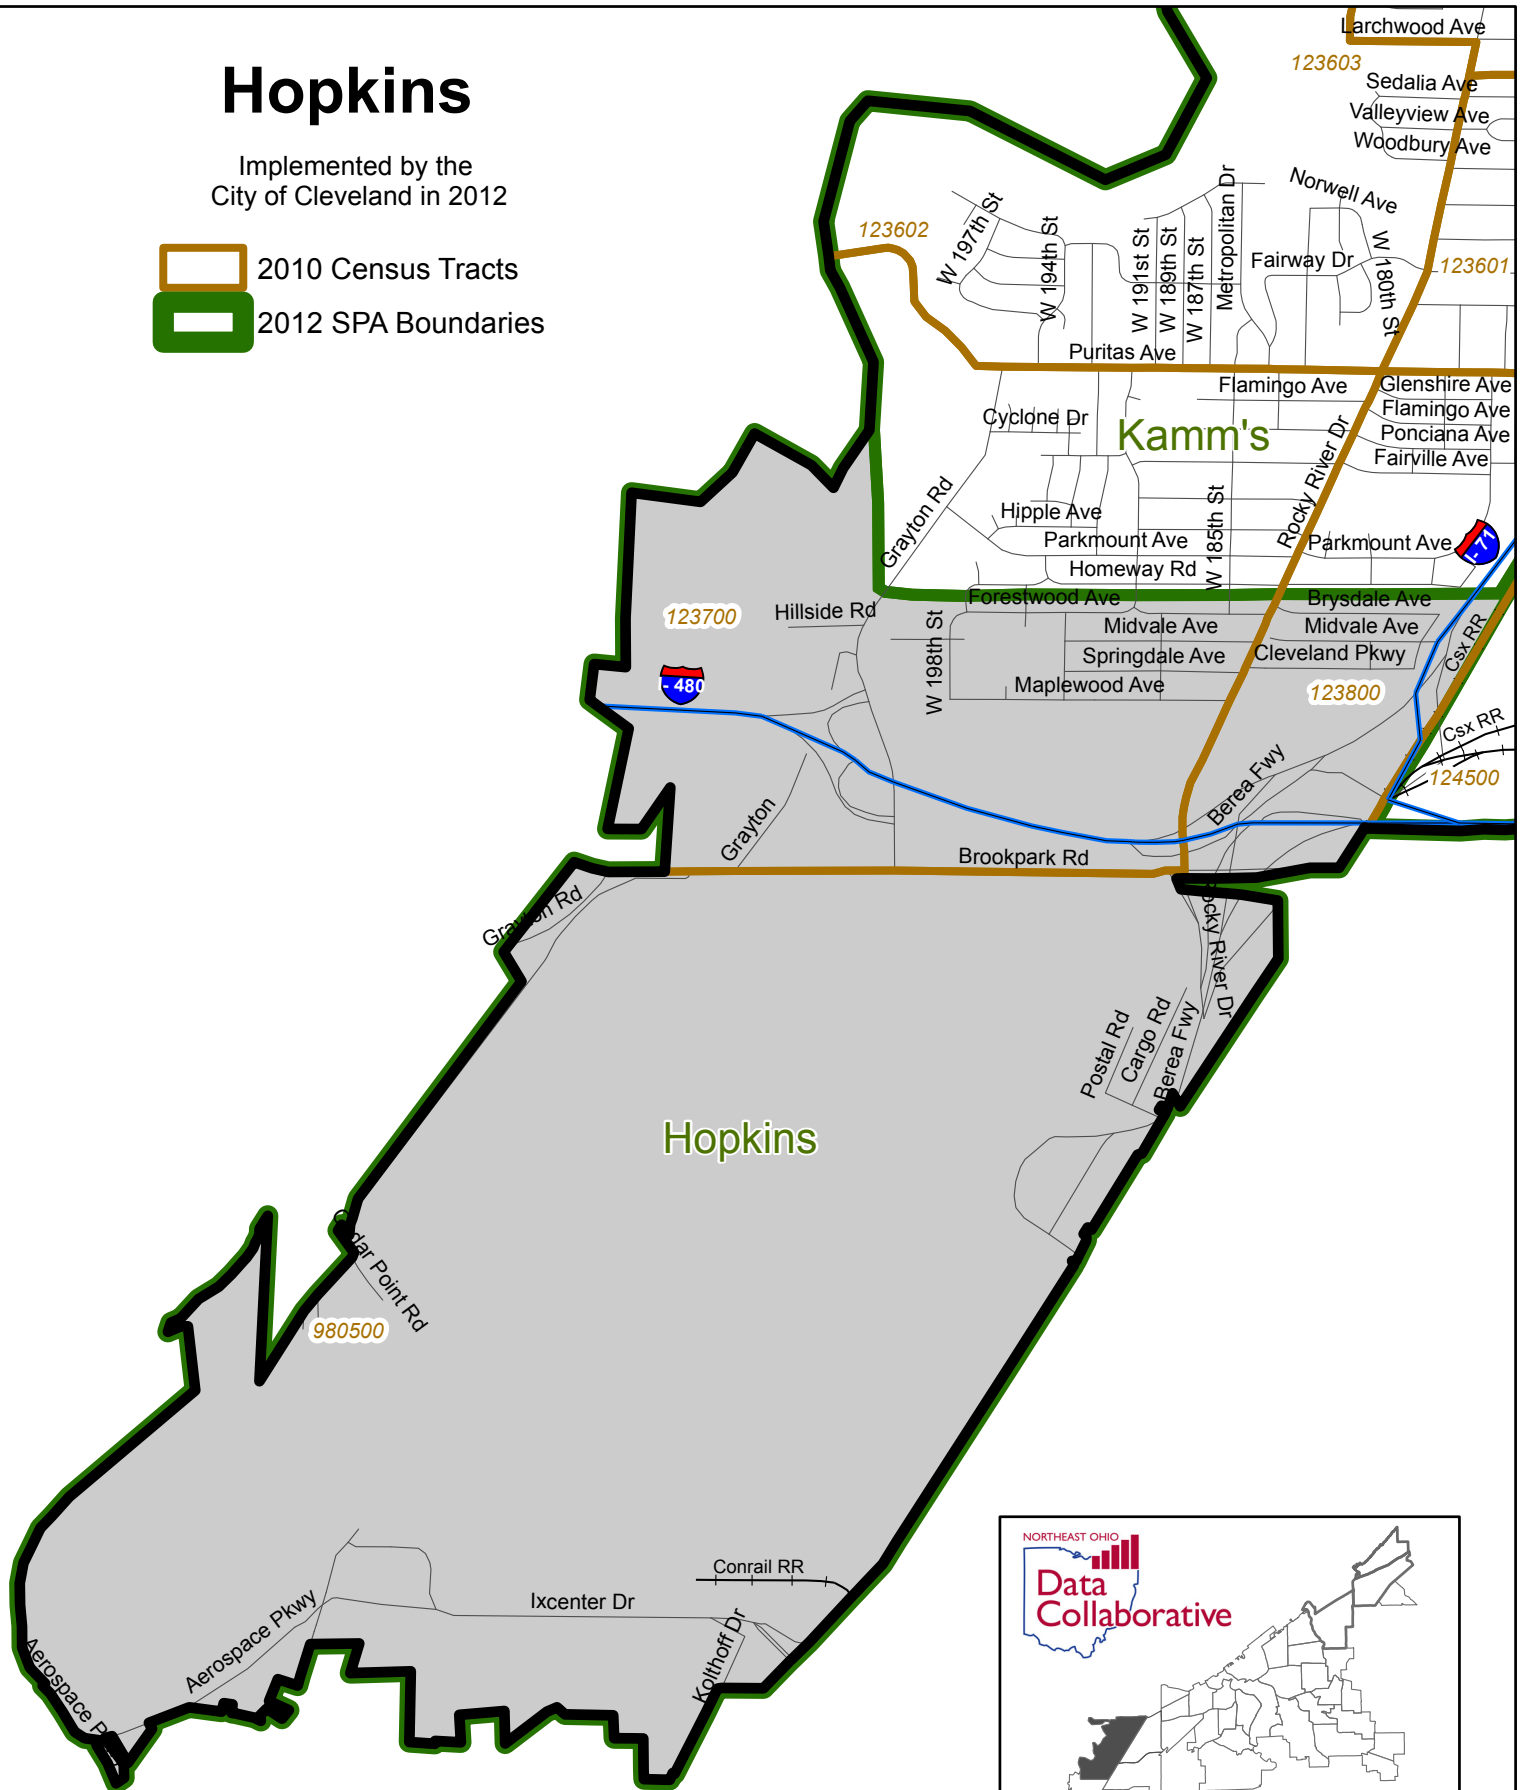 Hopkins
Implemented by the
City of Cleveland in 2012
2010 Census Tracts
2012 SPA Boundaries
Larchwood Ave
123603
Sedalia Ave
Valleyview Ave
Woodbury Ave
Norwell Ave
Metropolitan Dr
W 197th St
123602
W 194th St
W 191st St
W 189th St
W 187th St
Fairway Dr
W 180th St
123601
Puritas Ave
Flamingo Ave
Glenshire Ave
Flamingo Ave
Cyclone Dr
Kamm's
Ponciana Ave
Fairville Ave
Rocky River Dr
Grayton Rd
Hipple Ave
W 185th St
Parkmount Ave
Parkmount Ave
I-71
Homeway Rd
Forestwood Ave
Brysdale Ave
123700
Hillside Rd
Midvale Ave
Midvale Ave
W 198th St
Springdale Ave
Cleveland Pkwy
Csx RR
I-480
Maplewood Ave
123800
Csx RR
124500
Berea Fwy
Grayton
Brookpark Rd
Grayton Rd
Rocky River Dr
Postal Rd
Cargo Rd
Berea Fwy
Hopkins
Cedar Point Rd
980500
Conrail RR
Ixcenter Dr
Aerospace Pkwy
Kolthoff Dr
Aerospace
NORTHEAST OHIO
Data
Collaborative